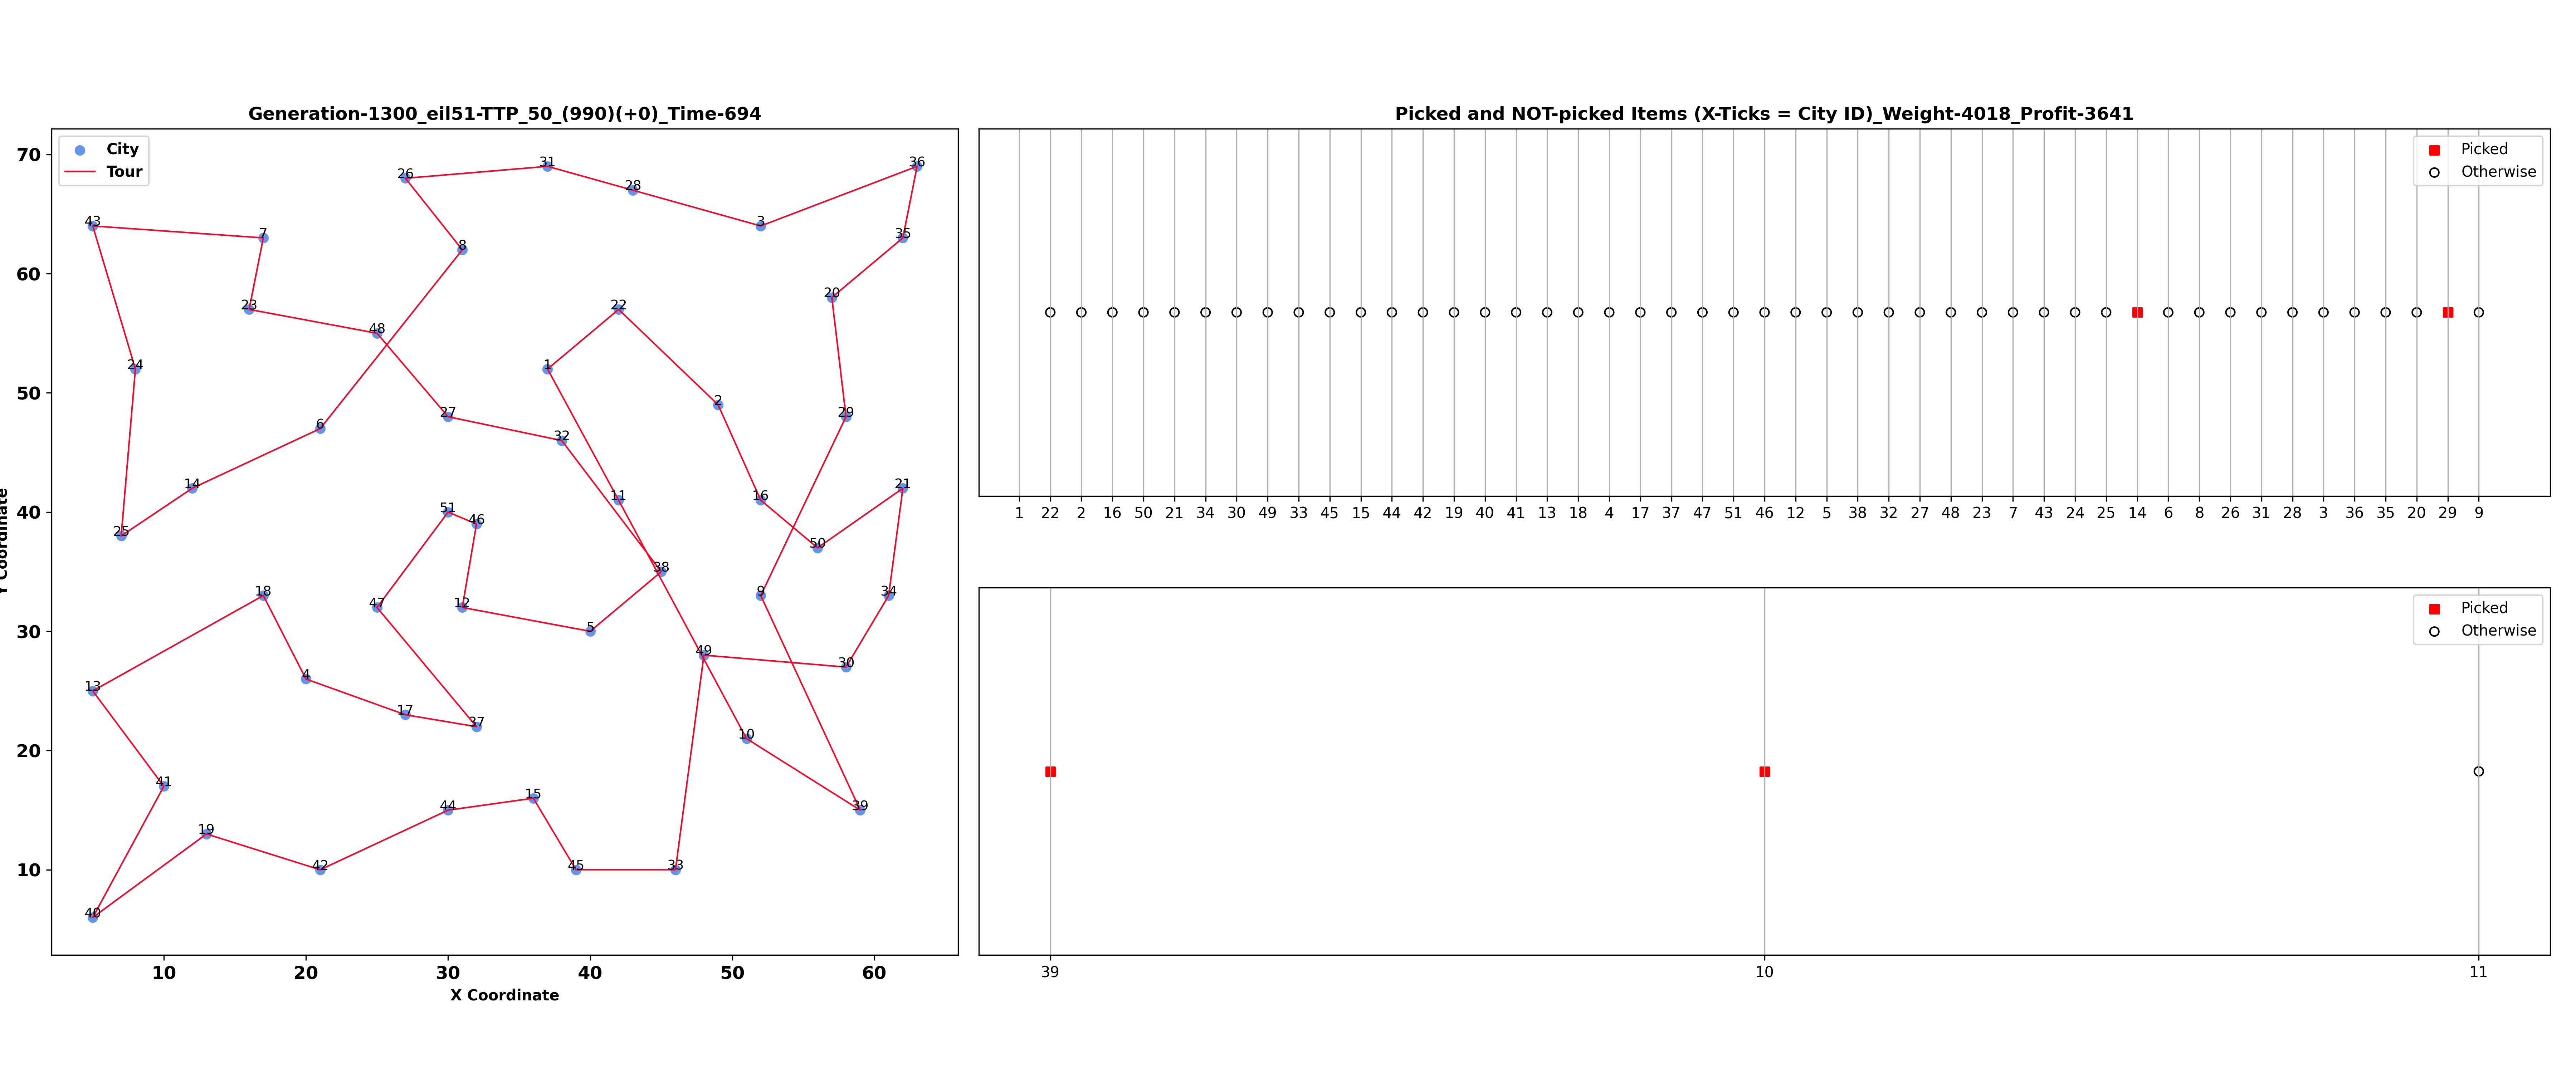 Generation-1300_eil51-TTP_50_(990)(+0)_Time-694
City
Tour
70
60
50
40
30
20
10
Y Coordinate
10 20 30 40 50 60
X Coordinate
31 36
26 28
43 3
7 35
8
20
23 22
48
24 1
29
6 27 2
32
14 21
11 16
51 46
25 50
38
18 9 34
47 12
5
49 30
4
13
17 37
10
41
44 15 39
19
42 45 33
40
Picked and NOT-picked Items (X-Ticks = City ID)_Weight-4018_Profit-3641
Picked
Otherwise
1 22 2 16 50 21 34 30 49 33 45 15 44 42 19 40 41 13 18 4 17 37 47 51 46 12 5 38 32 27 48 23 7 43 24 25 14 6 8 26 31 28 3 36 35 20 29 9
Picked
Otherwise
39 10 11